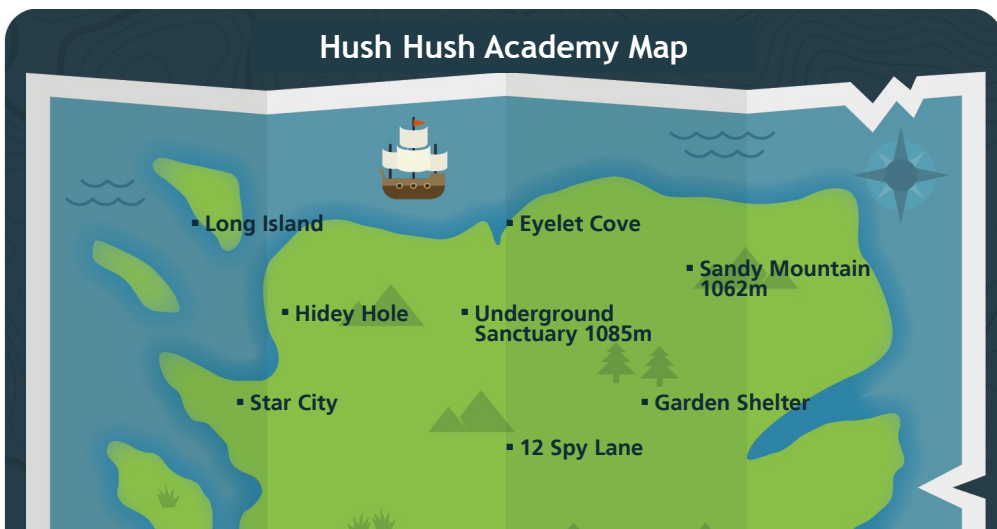 Hush Hush Academy Map
Long Island
Eyelet Cove
Sandy Mountain
1062m
Hidey Hole
Underground
Sanctuary 1085m
Star City
Garden Shelter
12 Spy Lane